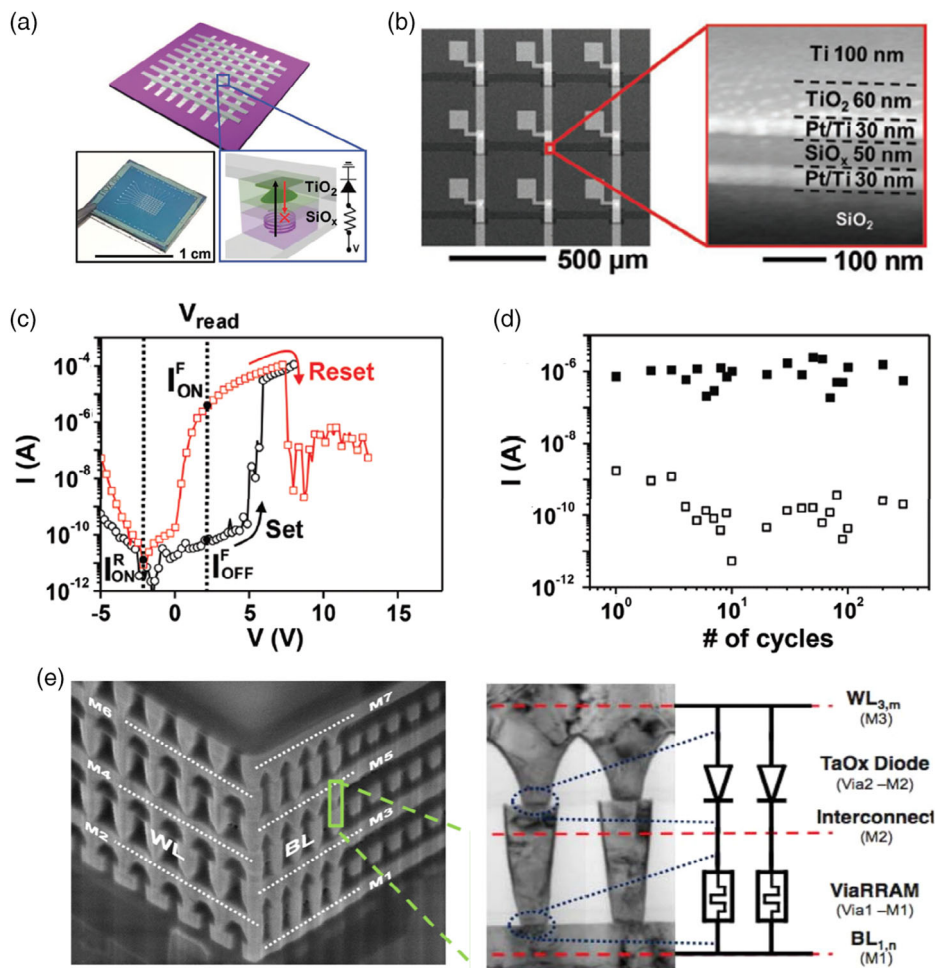 (a)
TiO2
SiOx
V
1 cm
(b)
Ti 100 nm
TiO2 60 nm
Pt/Ti 30 nm
SiOx 50 nm
Pt/Ti 30 nm
SiO2
500 μm
100 nm
(c)
Vread
10-4
10-6
10-8
10-10
10-12
I (A)
IFON
Reset
Set
IRON
IFOFF
-5
0
5
10
15
V (V)
(d)
10-4
10-6
10-8
10-10
10-12
I (A)
100
101
102
# of cycles
(e)
M6
M4
M2
WL
M7
M5
M3
M1
BL
WL3,m
(M3)
TaOx Diode
(Via2 –M2)
Interconnect
(M2)
ViaRRAM
(Via1 –M1)
BL1,n
(M1)